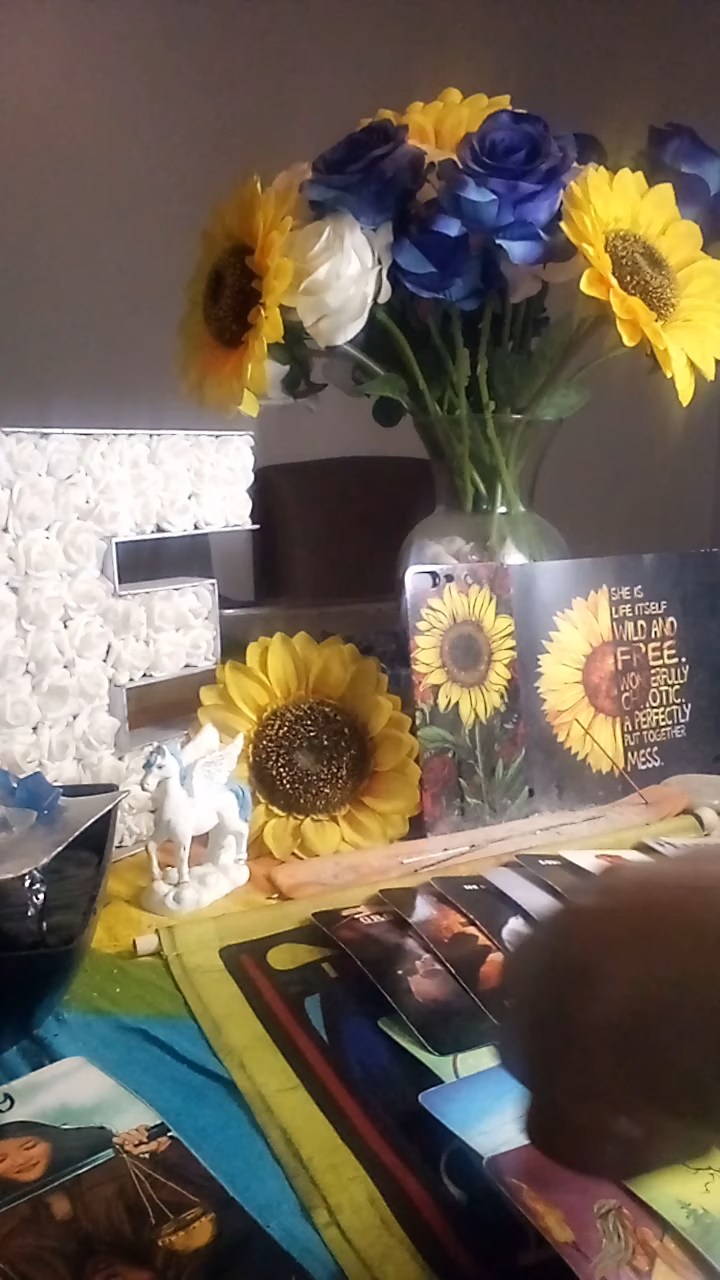 E
SHE IS
LIFE ITSELF
WILD AND
FREE.
WONDERFULLY
CHAOTIC.
A PERFECTLY
PUT TOGETHER
MESS.